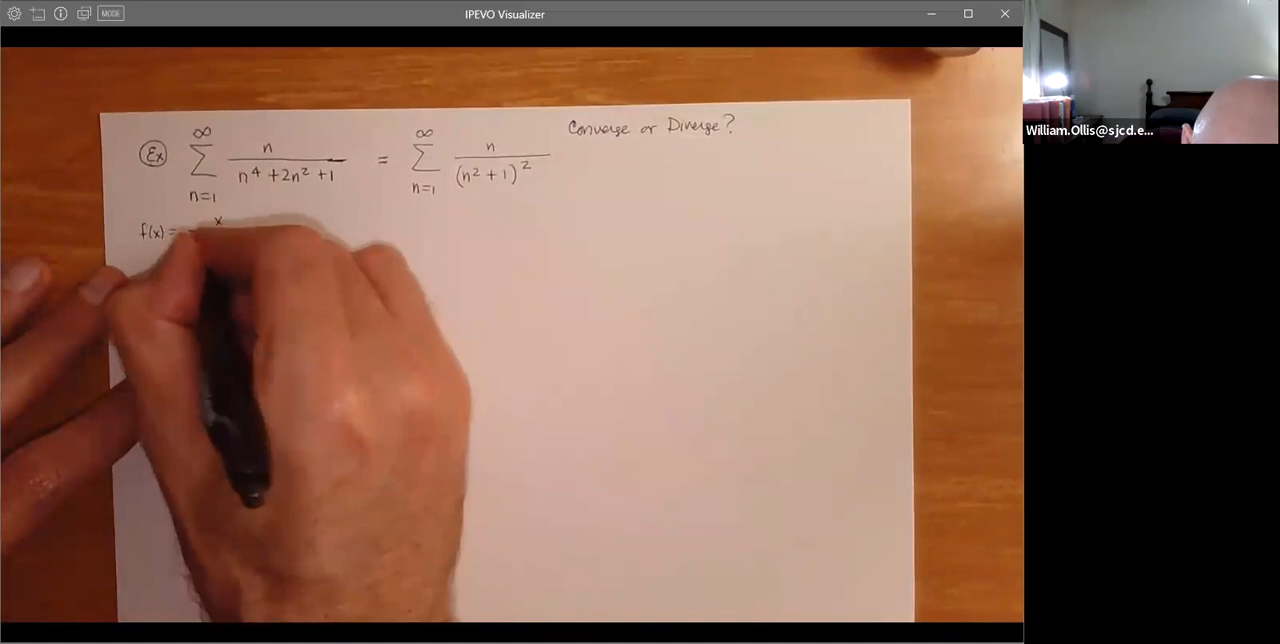 MODE
IPEVO Visualizer
Converge or Diverge?
Ex ∞ ∑ n=1 n / (n⁴ + 2n² + 1) = ∞ ∑ n=1 n / (n² + 1)²
f(x) = x
William.Ollis@sjcd.e...